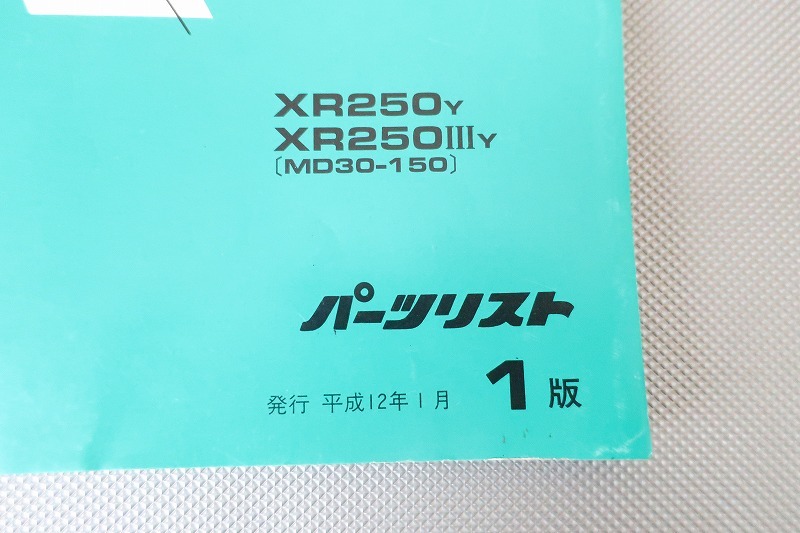 XR250Y
XR250IIIY
〔MD30-150〕
パーツリスト
発行 平成12年1月 1版